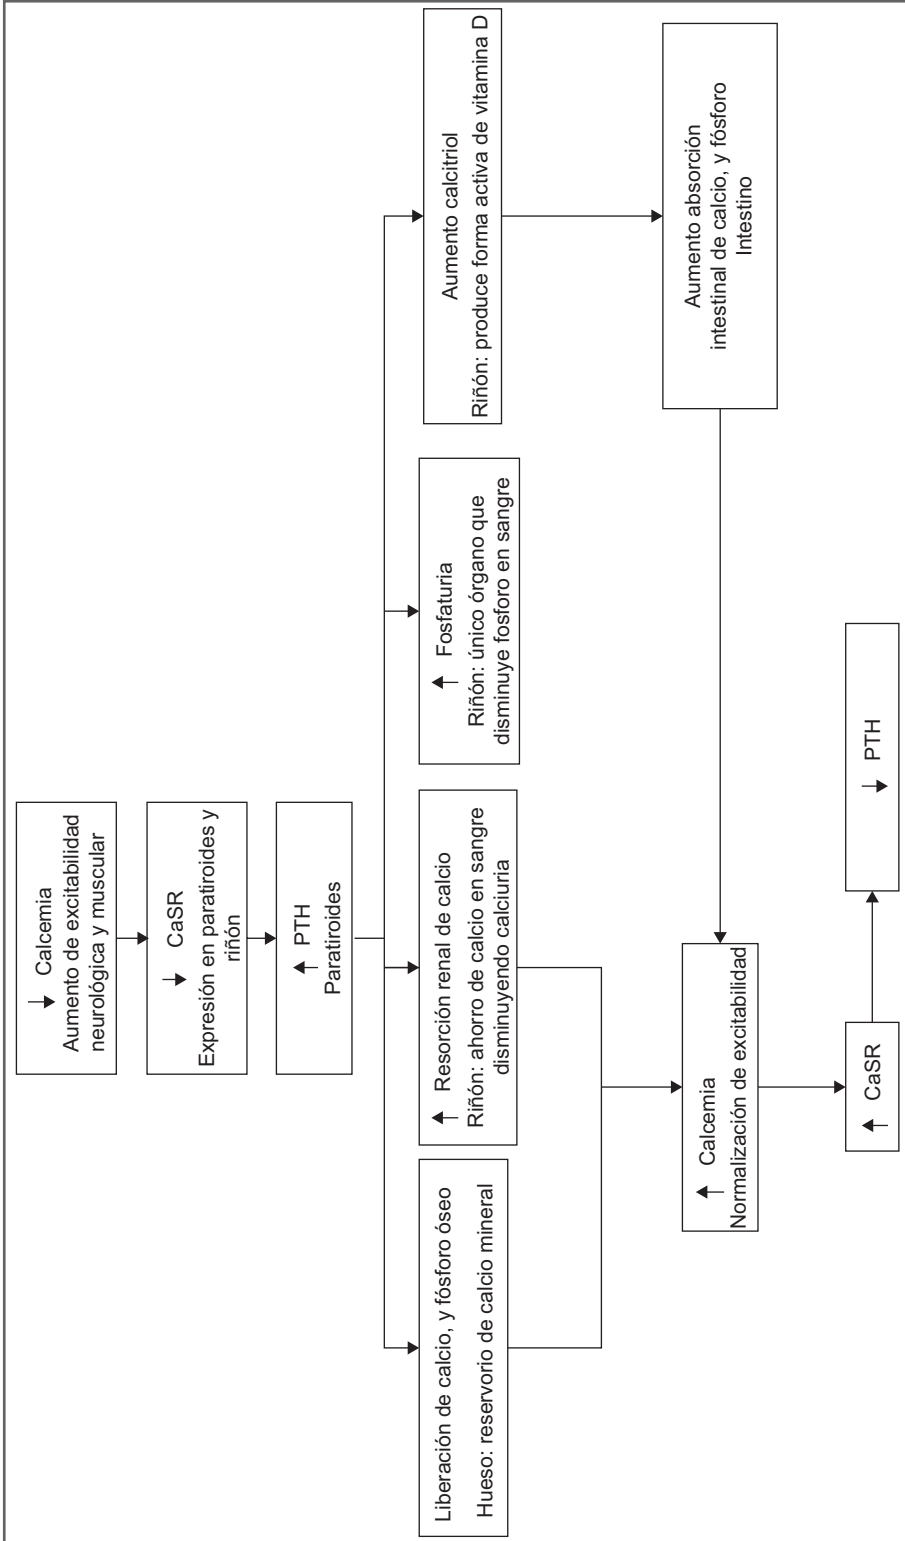 ↓ Calcemia
Aumento de excitabilidad
neurológica y muscular
↓ CaSR
Expresión en paratiroides y
riñón
↑ PTH
Paratiroides
Liberación de calcio, y fósforo óseo
Hueso: reservorio de calcio mineral
↑ Resorción renal de calcio
Riñón: ahorro de calcio en sangre
disminuyendo calciuria
↑ Fosfaturia
Riñón: único órgano que
disminuye fosforo en sangre
Aumento calcitriol
Riñón: produce forma activa de vitamina D
Aumento absorción
intestinal de calcio, y fósforo
Intestino
↑ Calcemia
Normalización de excitabilidad
↑ CaSR
↓ PTH